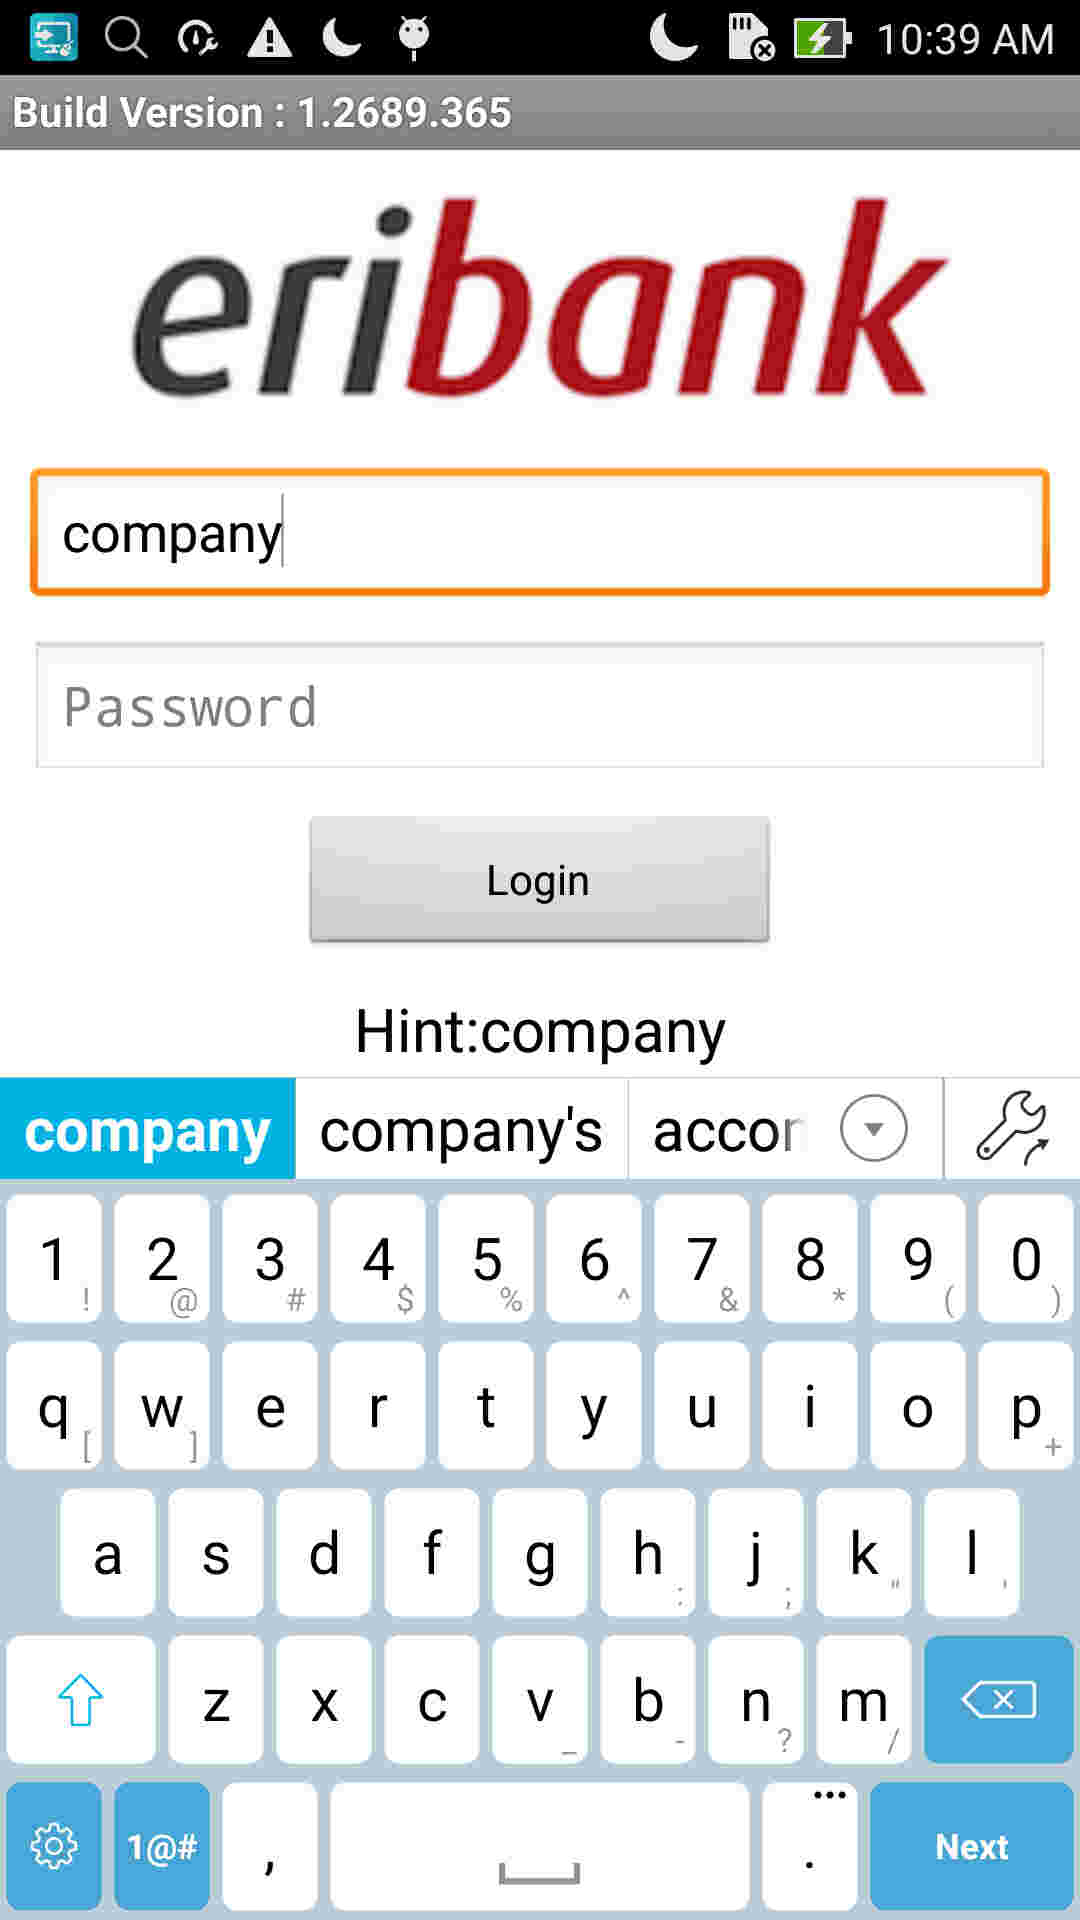 10:39 AM
Build Version : 1.2689.365
eribank
company
Password
Login
Hint:company
company company's accor
1 ! 2 @ 3 # 4 $ 5 % 6 ^ 7 & 8 * 9 ( 0 )
q [ w ] e r t y u i o p +
a s d f g h : j ; k " l '
z x c v _ b - n ? m /
1@# , ... . Next